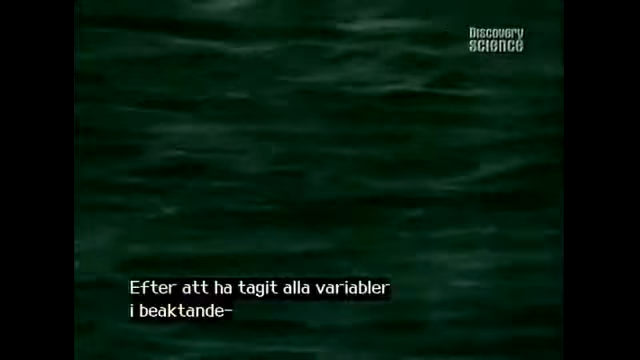 Discovery
SCIENCE
Efter att ha tagit alla variabler
i beaktande-